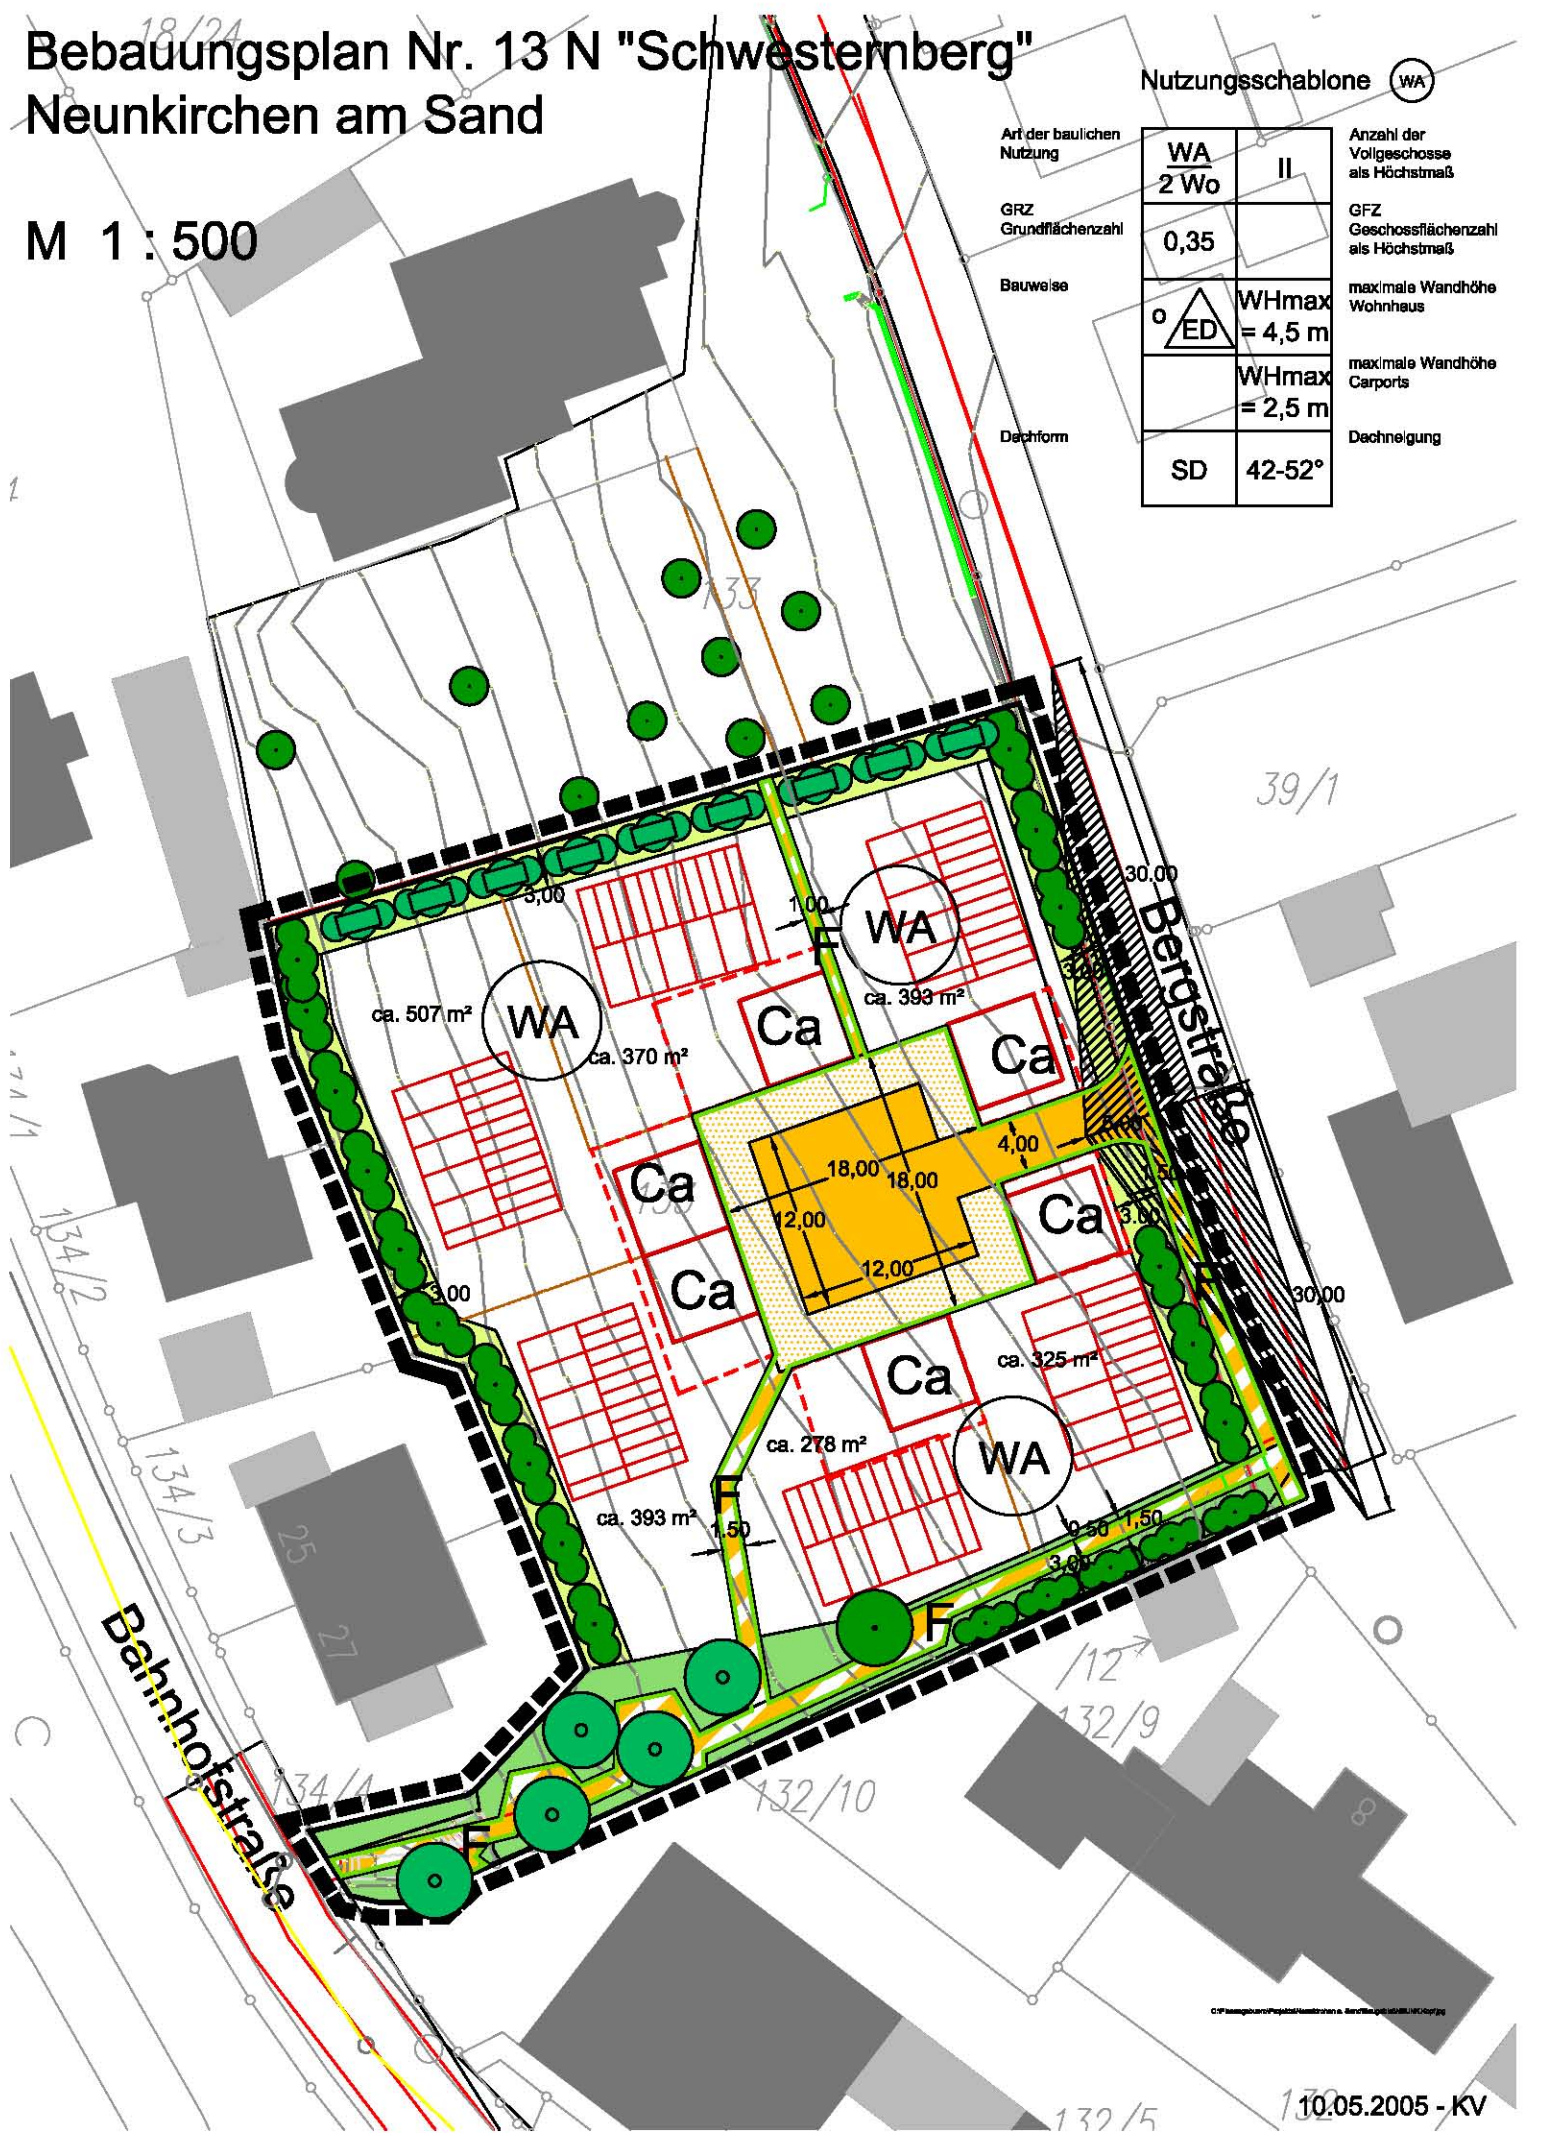 18/24
Bebauungsplan Nr. 13 N "Schwesternberg"
Neunkirchen am Sand
M 1 : 500
Nutzungsschablone WA
Art der baulichen
Nutzung
WA
2 Wo
II
Anzahl der
Vollgeschosse
als Höchstmaß
GRZ
Grundflächenzahl
0,35
GFZ
Geschossflächenzahl
als Höchstmaß
Bauweise
o ED
WHmax
= 4,5 m
maximale Wandhöhe
Wohnhaus
WHmax
= 2,5 m
maximale Wandhöhe
Carports
Dachform
SD
42-52°
Dachneigung
133
39/1
30.00
Bergstraße
3,00
1,00
F
WA
ca. 393 m²
3,00
ca. 507 m²
WA
ca. 370 m²
Ca
Ca
5,00
4,00
18,00
18,00
1,50
Ca
133
12,00
Ca
3.00
12,00
Ca
3,00
F
30,00
134/2
ca. 325 m²
Ca
ca. 278 m²
WA
134/3
F
ca. 393 m²
1.50
0,50
1,50
3,00
25
27
F
Bahnhofstraße
/12
132/9
134/4
132/10
8
F
10.05.2005 - KV
132/5